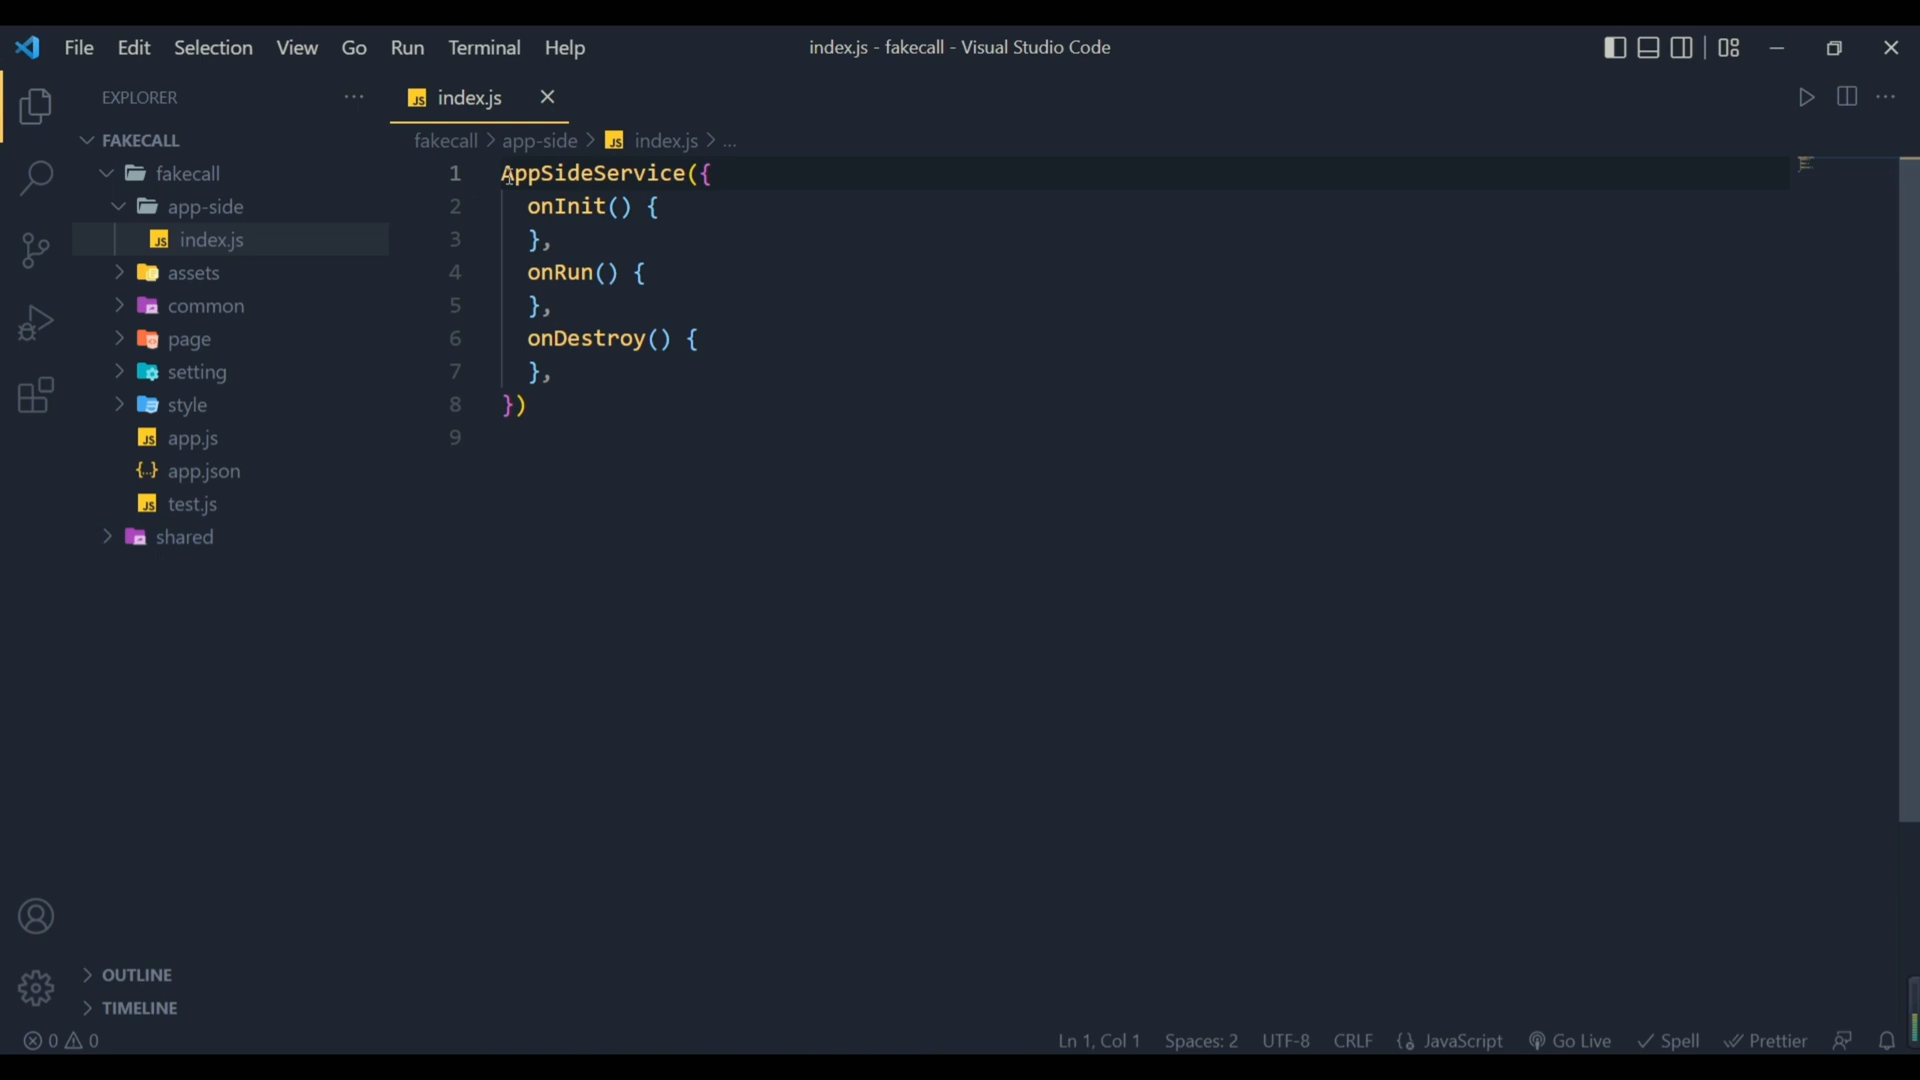 File Edit Selection View Go Run Terminal Help
index.js - fakecall - Visual Studio Code
EXPLORER
FAKECALL
fakecall
app-side
index.js
assets
common
page
setting
style
app.js
app.json
test.js
shared
OUTLINE
TIMELINE
index.js
fakecall > app-side > JS index.js > ...
1 AppSideService({
2 onInit() {
3 },
4 onRun() {
5 },
6 onDestroy() {
7 },
8 })
9
0 0
Ln 1, Col 1 Spaces: 2 UTF-8 CRLF JavaScript Go Live Spell Prettier